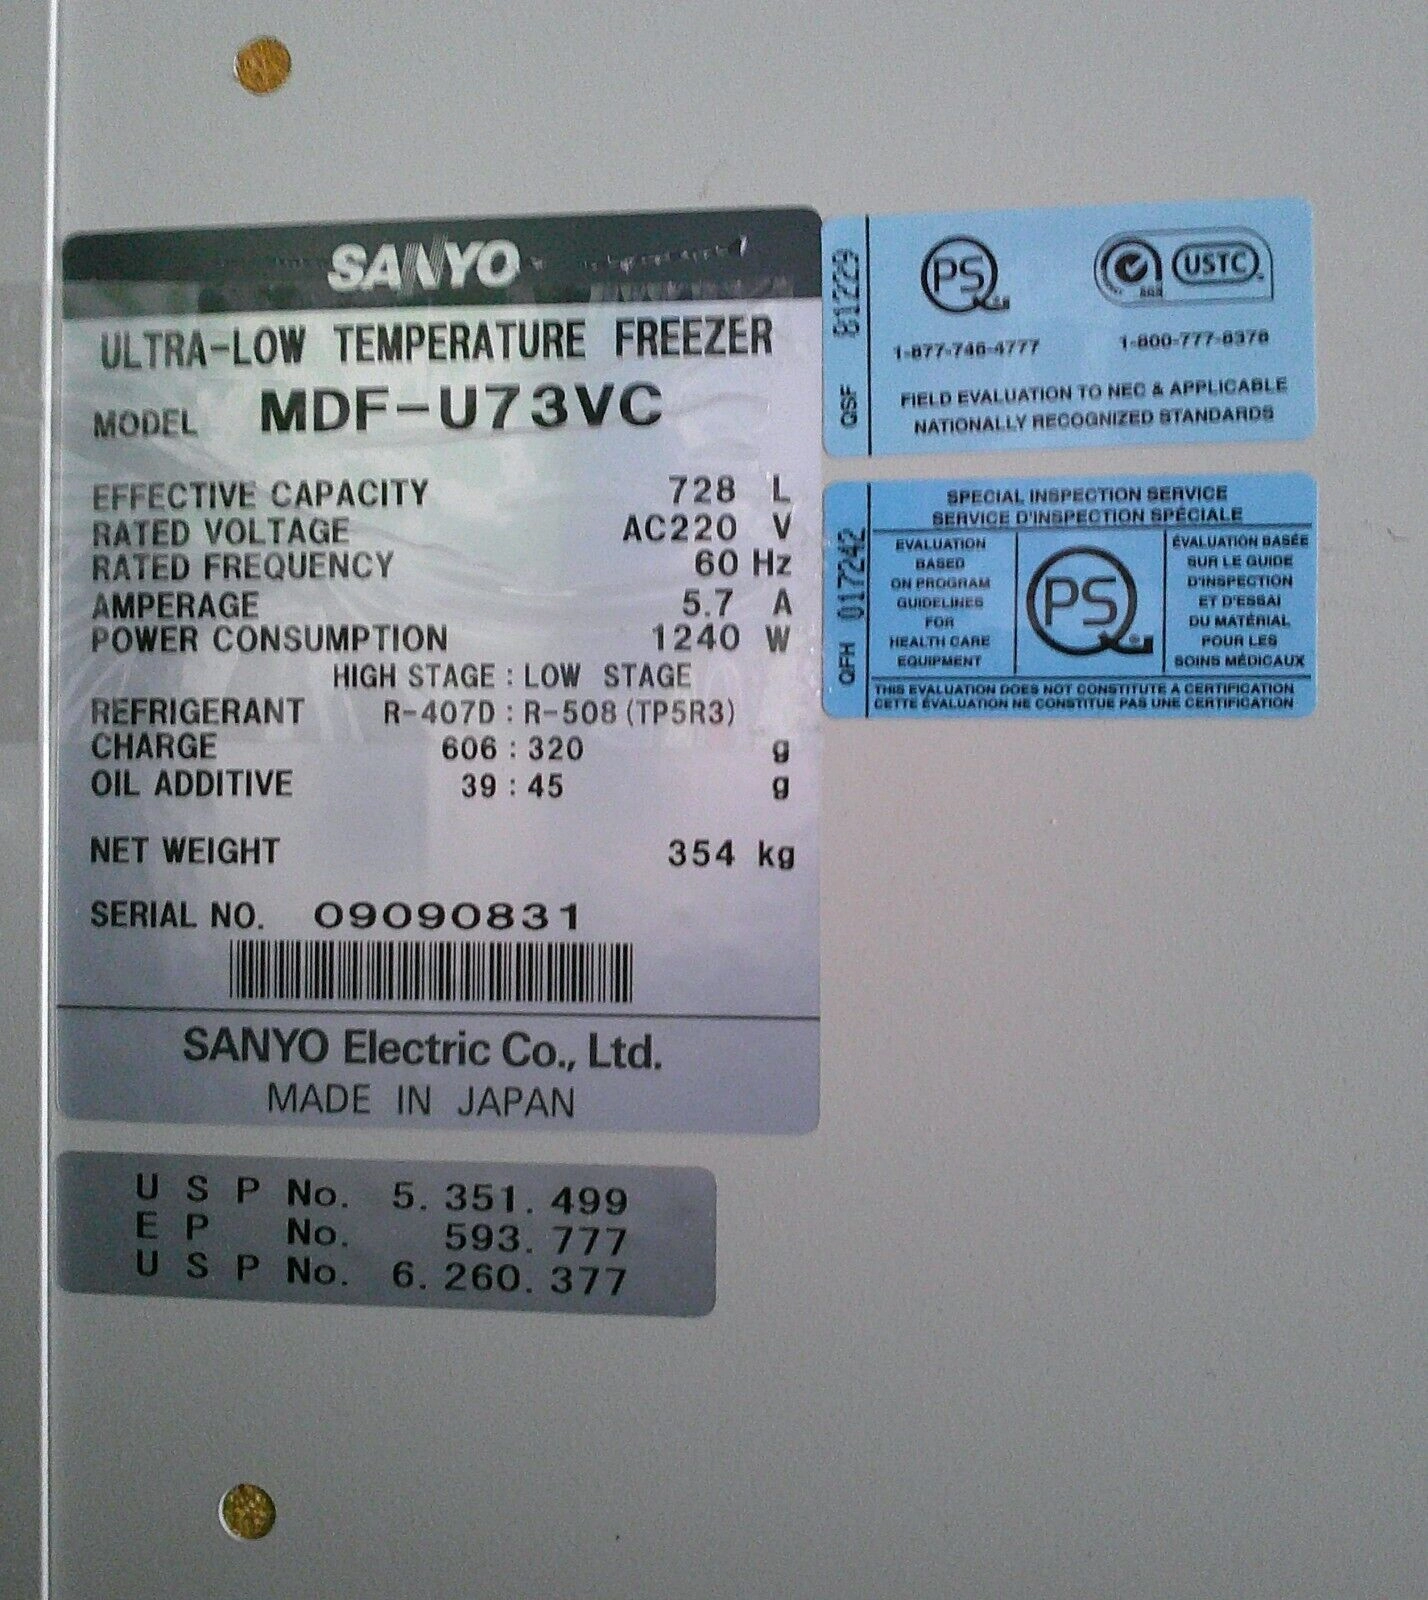 SANYO
ULTRA-LOW TEMPERATURE FREEZER
MODEL MDF-U73VC
EFFECTIVE CAPACITY 728 L
RATED VOLTAGE AC220 V
RATED FREQUENCY 60 Hz
AMPERAGE 5.7 A
POWER CONSUMPTION 1240 W
HIGH STAGE : LOW STAGE
REFRIGERANT R-407D : R-508 (TP5R3)
CHARGE 606 : 320 g
OIL ADDITIVE 39 : 45 g
NET WEIGHT 354 kg
SERIAL NO. 09090831
SANYO Electric Co., Ltd.
MADE IN JAPAN
U S P No. 5. 351. 499
E P No. 593. 777
U S P No. 6. 260. 377
QSF 81229
PS
USTC
1-877-746-4777
1-800-777-8378
FIELD EVALUATION TO NEC & APPLICABLE
NATIONALLY RECOGNIZED STANDARDS
QFH 017242
SPECIAL INSPECTION SERVICE
SERVICE D'INSPECTION SPÉCIALE
EVALUATION
BASED
ON PROGRAM
GUIDELINES
FOR
HEALTH CARE
EQUIPMENT
PS
ÉVALUATION BASÉE
SUR LE GUIDE
D'INSPECTION
ET D'ESSAI
DU MATÉRIAL
POUR LES
SOINS MÉDICAUX
THIS EVALUATION DOES NOT CONSTITUTE A CERTIFICATION
CETTE ÉVALUATION NE CONSTITUE PAS UNE CERTIFICATION